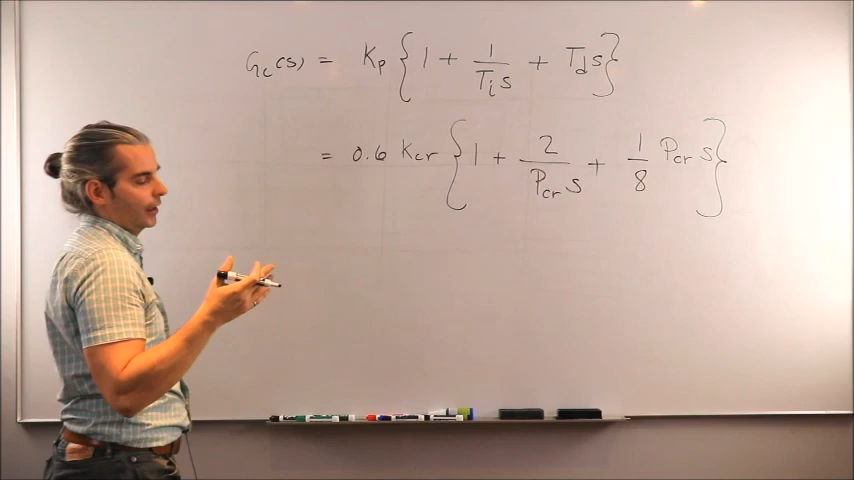 Gc(s) = Kp { 1 + 1/(Ti s) + Td s }
= 0.6 Kcr { 1 + 2/(Pcr s) + 1/8 Pcr s }